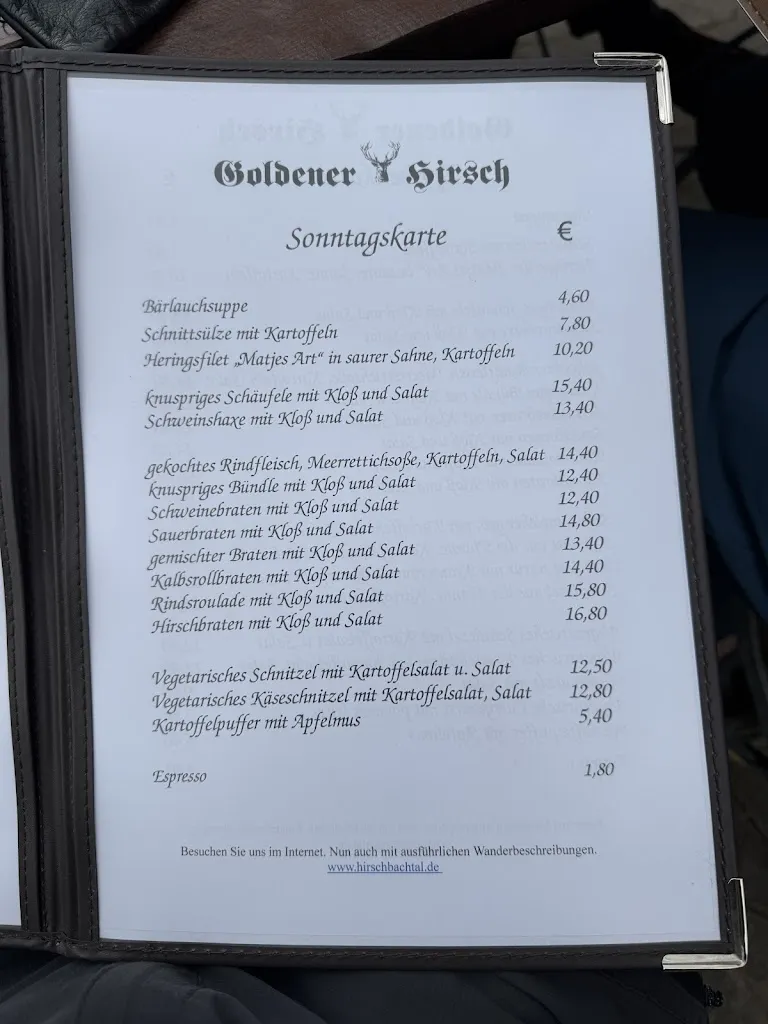 Goldener Hirsch
Sonntagskarte €
Bärlauchsuppe 4,60
Schnittsülze mit Kartoffeln 7,80
Heringsfilet „Matjes Art“ in saurer Sahne, Kartoffeln 10,20
knuspriges Schäufele mit Kloß und Salat 15,40
Schweinshaxe mit Kloß und Salat 13,40
gekochtes Rindfleisch, Meerrettichsoße, Kartoffeln, Salat 14,40
knuspriges Bündle mit Kloß und Salat 12,40
Schweinebraten mit Kloß und Salat 12,40
Sauerbraten mit Kloß und Salat 14,80
gemischter Braten mit Kloß und Salat 13,40
Kalbsrollbraten mit Kloß und Salat 14,40
Rindsroulade mit Kloß und Salat 15,80
Hirschbraten mit Kloß und Salat 16,80
Vegetarisches Schnitzel mit Kartoffelsalat u. Salat 12,50
Vegetarisches Käseschnitzel mit Kartoffelsalat, Salat 12,80
Kartoffelpuffer mit Apfelmus 5,40
Espresso 1,80
Besuchen Sie uns im Internet. Nun auch mit ausführlichen Wanderbeschreibungen.
www.hirschbachtal.de